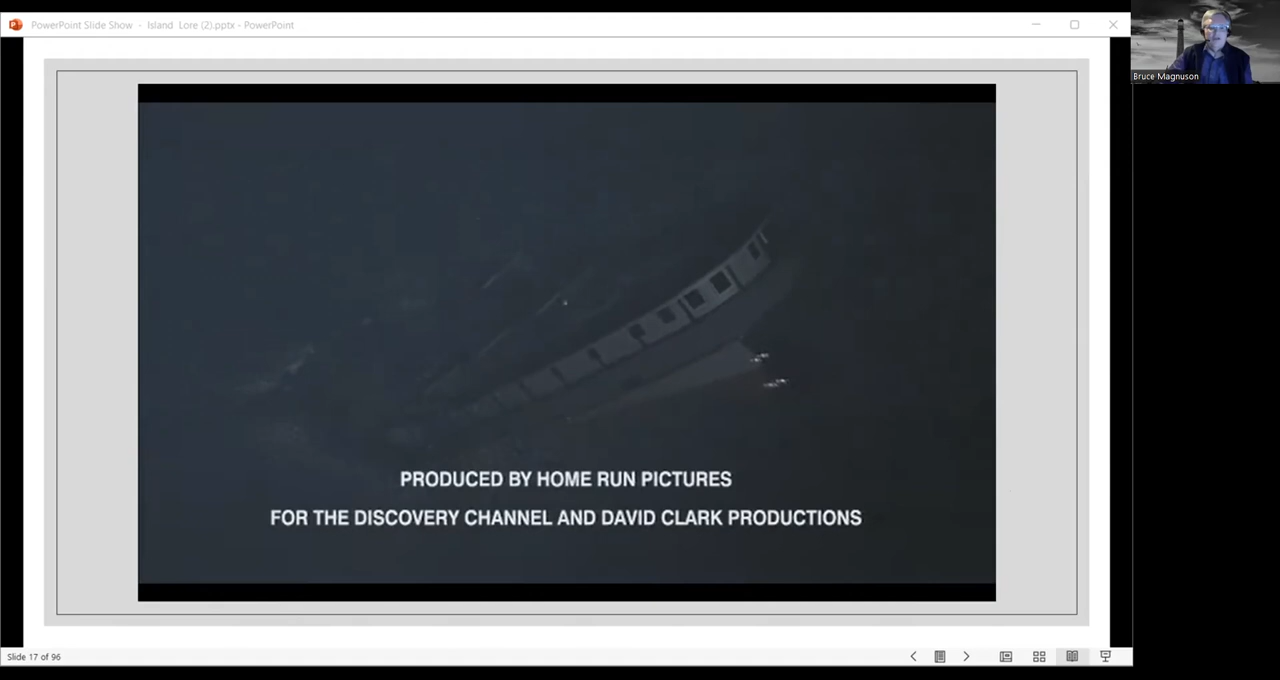 PowerPoint Slide Show - Island Lore (2).pptx - PowerPoint
Bruce Magnuson
PRODUCED BY HOME RUN PICTURES
FOR THE DISCOVERY CHANNEL AND DAVID CLARK PRODUCTIONS
Slide 17 of 96